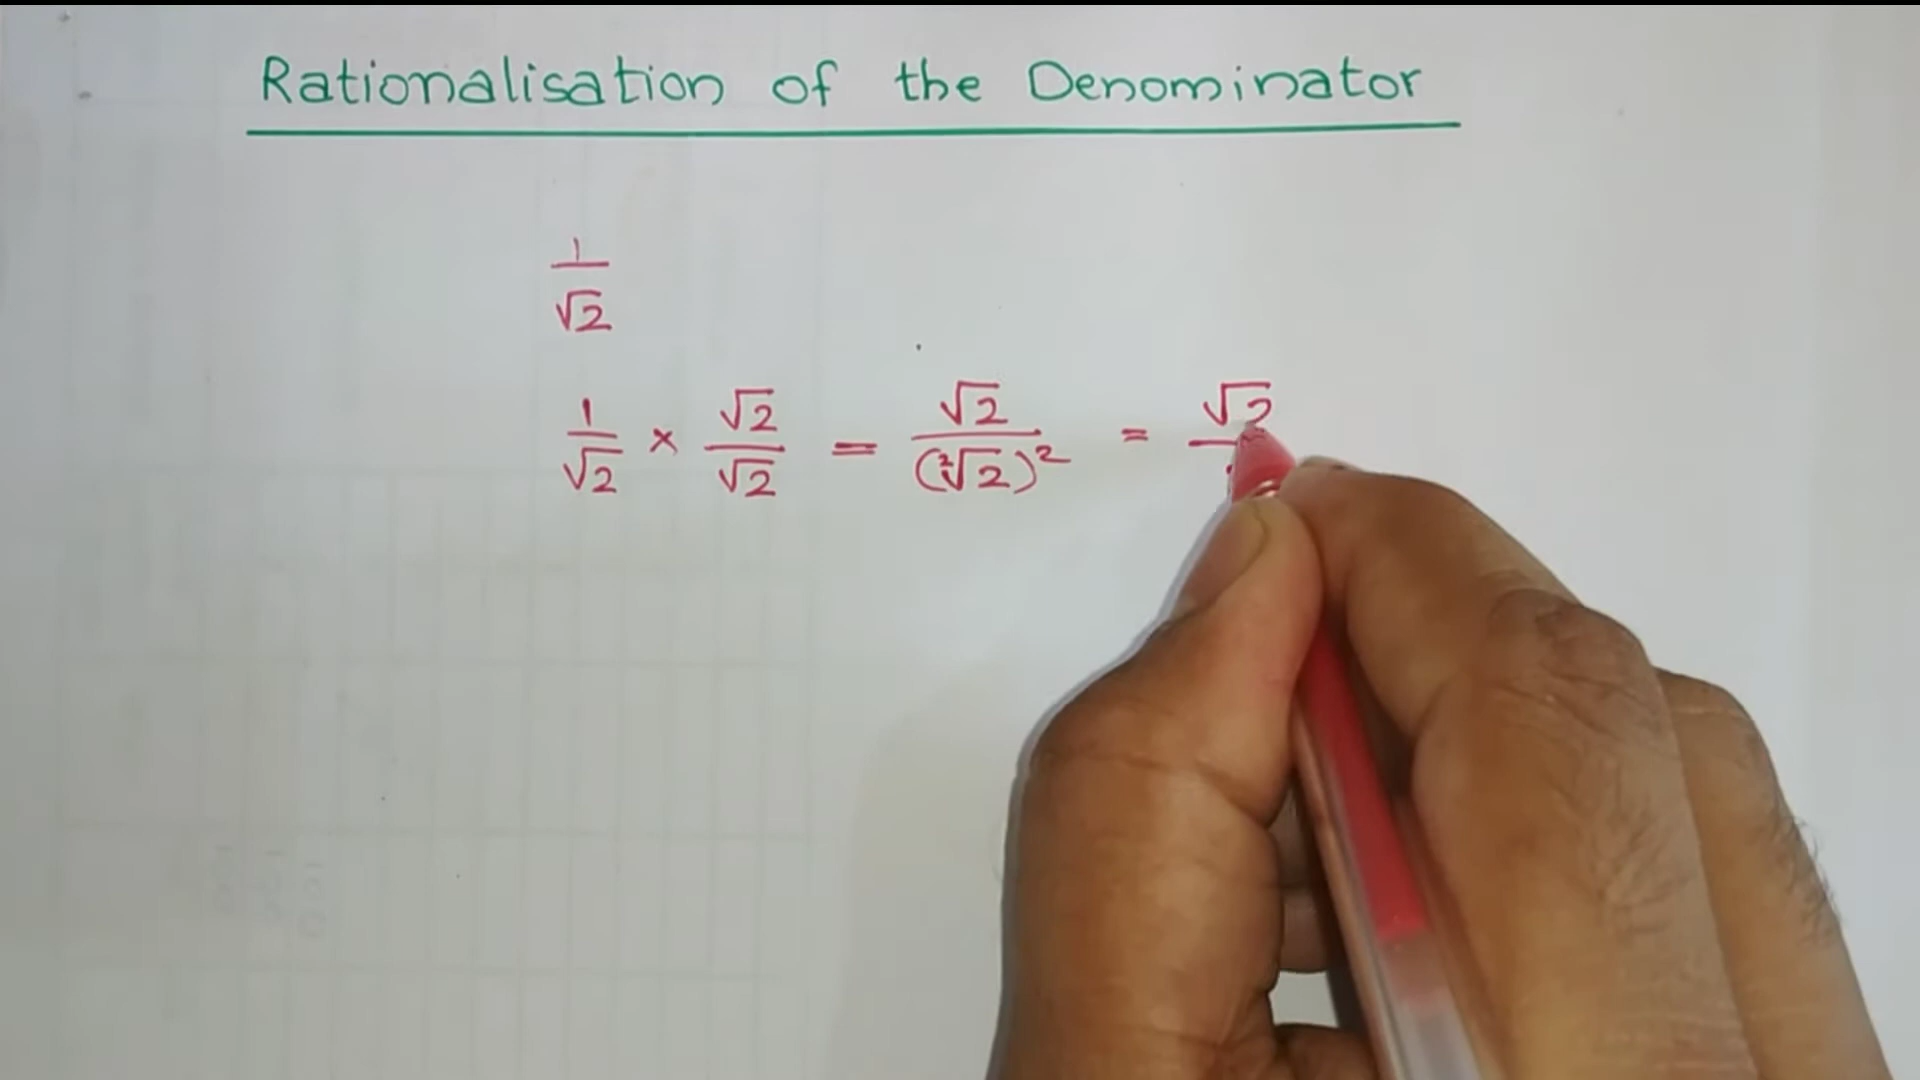 Rationalisation of the Denominator
1/√2
1/√2 × √2/√2 = √2/(²√2)² = √2/